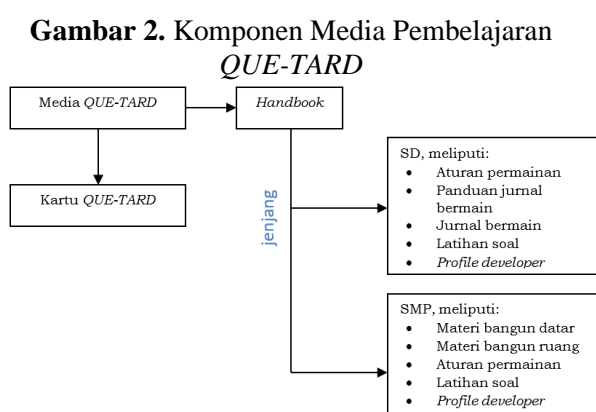 Gambar 2. Komponen Media Pembelajaran
QUE-TARD
Media QUE-TARD
Handbook
Kartu QUE-TARD
jenjang
SD, meliputi:
• Aturan permainan
• Panduan jurnal
bermain
• Jurnal bermain
• Latihan soal
• Profile developer
SMP, meliputi:
• Materi bangun datar
• Materi bangun ruang
• Aturan permainan
• Latihan soal
• Profile developer